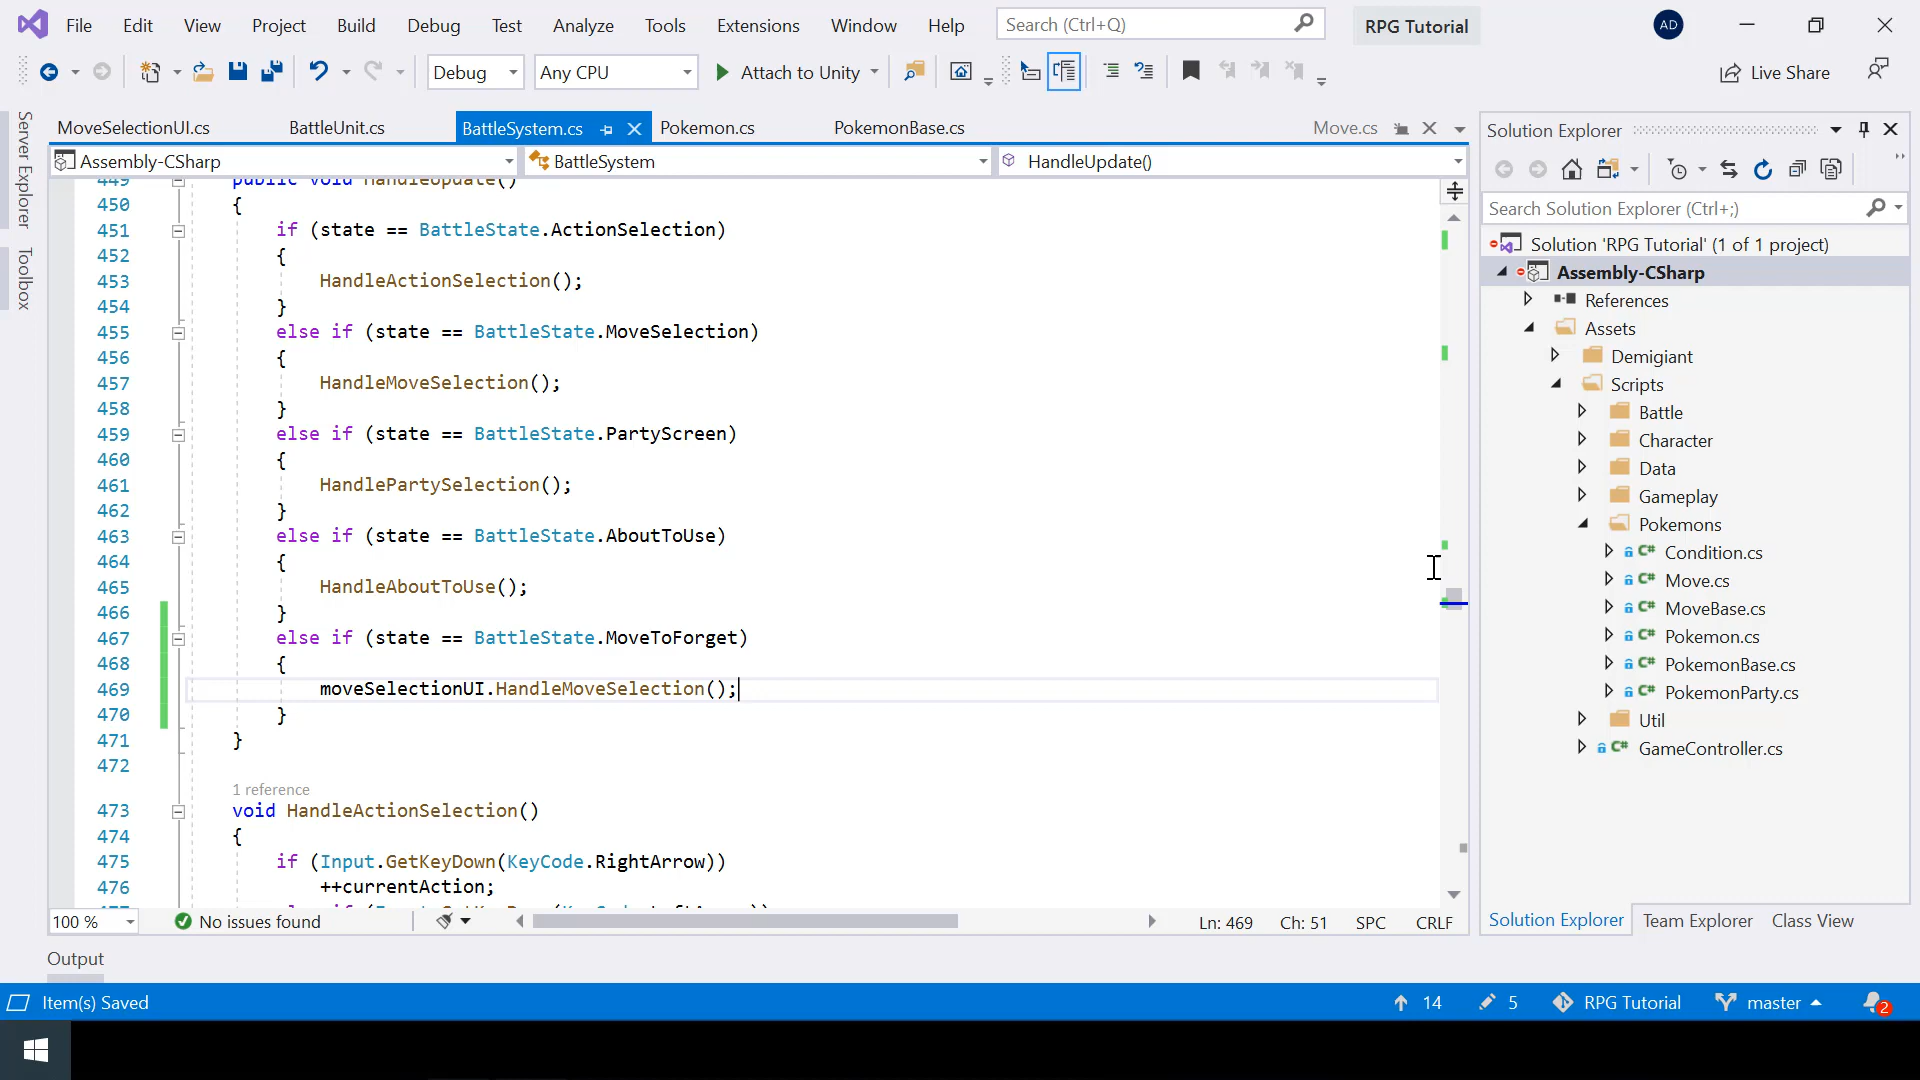 File Edit View Project Build Debug Test Analyze Tools Extensions Window Help Search (Ctrl+Q) RPG Tutorial AD
Debug Any CPU Attach to Unity Live Share
Server Explorer
Toolbox
MoveSelectionUI.cs BattleUnit.cs BattleSystem.cs Pokemon.cs PokemonBase.cs Move.cs
Assembly-CSharp BattleSystem HandleUpdate()
449 public void HandleUpdate()
450 {
451 if (state == BattleState.ActionSelection)
452 {
453 HandleActionSelection();
454 }
455 else if (state == BattleState.MoveSelection)
456 {
457 HandleMoveSelection();
458 }
459 else if (state == BattleState.PartyScreen)
460 {
461 HandlePartySelection();
462 }
463 else if (state == BattleState.AboutToUse)
464 {
465 HandleAboutToUse();
466 }
467 else if (state == BattleState.MoveToForget)
468 {
469 moveSelectionUI.HandleMoveSelection();
470 }
471 }
472
1 reference
473 void HandleActionSelection()
474 {
475 if (Input.GetKeyDown(KeyCode.RightArrow))
476 ++currentAction;
100 % No issues found Ln: 469 Ch: 51 SPC CRLF
Solution Explorer
Search Solution Explorer (Ctrl+;)
Solution 'RPG Tutorial' (1 of 1 project)
Assembly-CSharp
References
Assets
Demigiant
Scripts
Battle
Character
Data
Gameplay
Pokemons
C# Condition.cs
C# Move.cs
C# MoveBase.cs
C# Pokemon.cs
C# PokemonBase.cs
C# PokemonParty.cs
Util
C# GameController.cs
Solution Explorer Team Explorer Class View
Output
Item(s) Saved 14 5 RPG Tutorial master 2